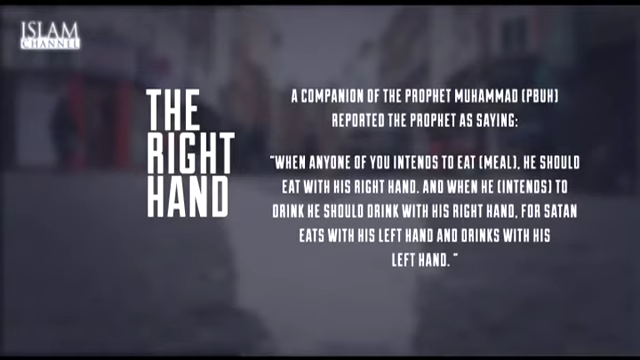 ISLAM
CHANNEL
THE
RIGHT
HAND
A COMPANION OF THE PROPHET MUHAMMAD (PBUH)
REPORTED THE PROPHET AS SAYING:
"WHEN ANYONE OF YOU INTENDS TO EAT (MEAL), HE SHOULD
EAT WITH HIS RIGHT HAND. AND WHEN HE (INTENDS) TO
DRINK HE SHOULD DRINK WITH HIS RIGHT HAND, FOR SATAN
EATS WITH HIS LEFT HAND AND DRINKS WITH HIS
LEFT HAND. "